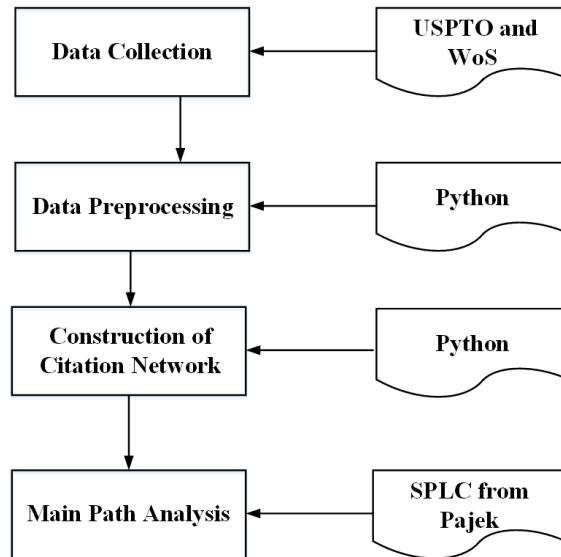 Data Collection
USPTO and
WoS
Data Preprocessing
Python
Construction of
Citation Network
Python
Main Path Analysis
SPLC from
Pajek